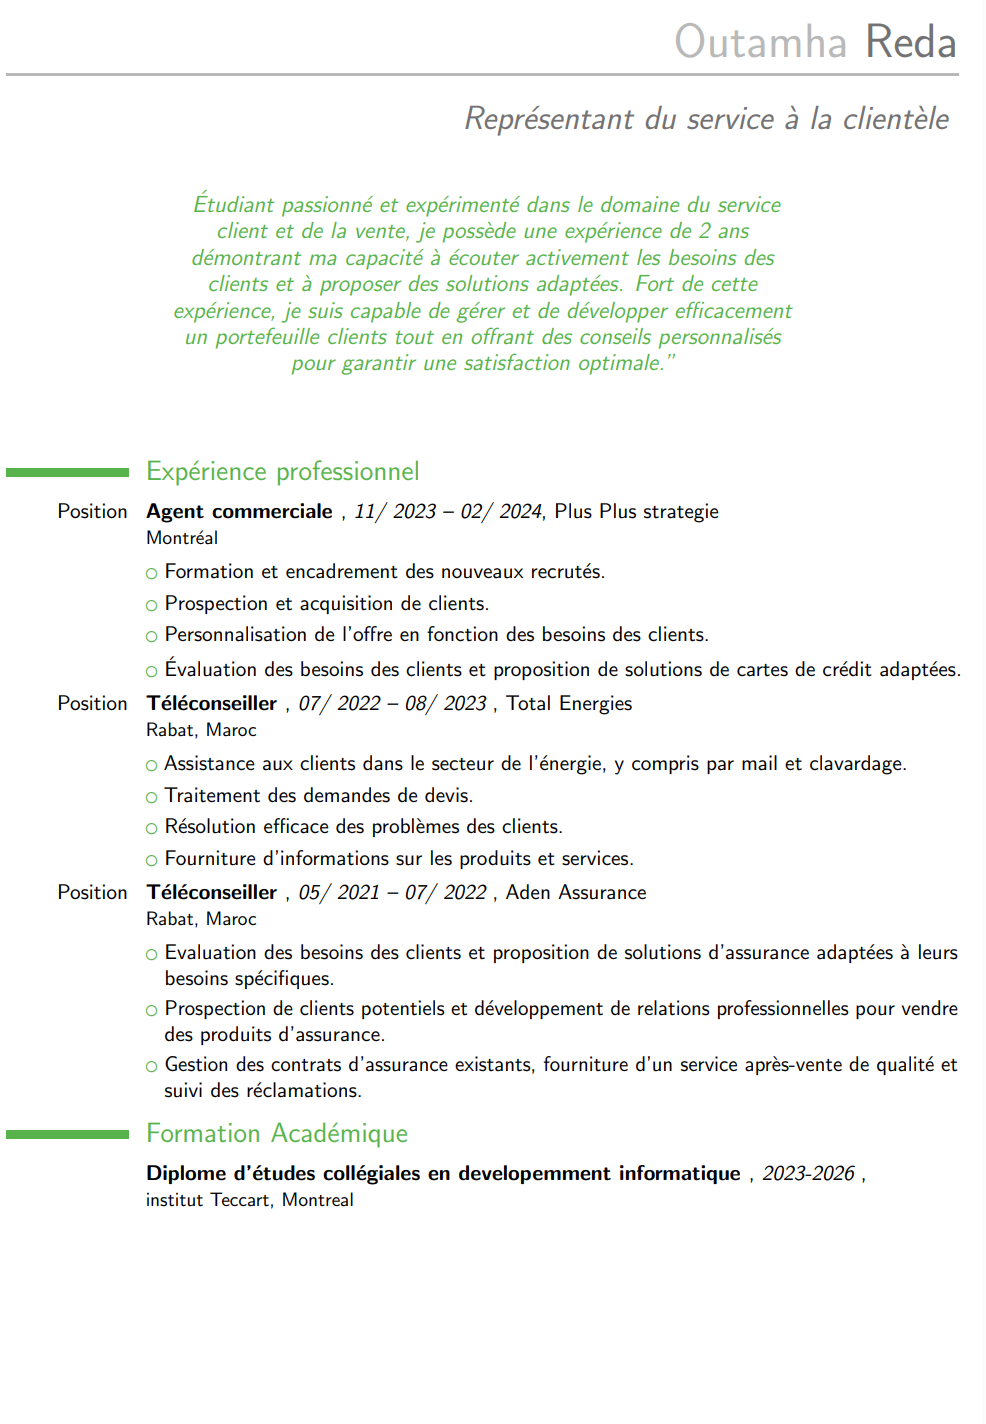 Outamha Reda
Représentant du service à la clientèle
Étudiant passionné et expérimenté dans le domaine du service
client et de la vente, je possède une expérience de 2 ans
démontrant ma capacité à écouter activement les besoins des
clients et à proposer des solutions adaptées. Fort de cette
expérience, je suis capable de gérer et de développer efficacement
un portefeuille clients tout en offrant des conseils personnalisés
pour garantir une satisfaction optimale.”
Expérience professionnel
Position Agent commerciale , 11/ 2023 – 02/ 2024, Plus Plus strategie
Montréal
Formation et encadrement des nouveaux recrutés.
Prospection et acquisition de clients.
Personnalisation de l'offre en fonction des besoins des clients.
Évaluation des besoins des clients et proposition de solutions de cartes de crédit adaptées.
Position Téléconseiller , 07/ 2022 – 08/ 2023 , Total Energies
Rabat, Maroc
Assistance aux clients dans le secteur de l'énergie, y compris par mail et clavardage.
Traitement des demandes de devis.
Résolution efficace des problèmes des clients.
Fourniture d'informations sur les produits et services.
Position Téléconseiller , 05/ 2021 – 07/ 2022 , Aden Assurance
Rabat, Maroc
Evaluation des besoins des clients et proposition de solutions d'assurance adaptées à leurs
besoins spécifiques.
Prospection de clients potentiels et développement de relations professionnelles pour vendre
des produits d'assurance.
Gestion des contrats d'assurance existants, fourniture d'un service après-vente de qualité et
suivi des réclamations.
Formation Académique
Diplome d'études collégiales en developemment informatique , 2023-2026 ,
institut Teccart, Montreal